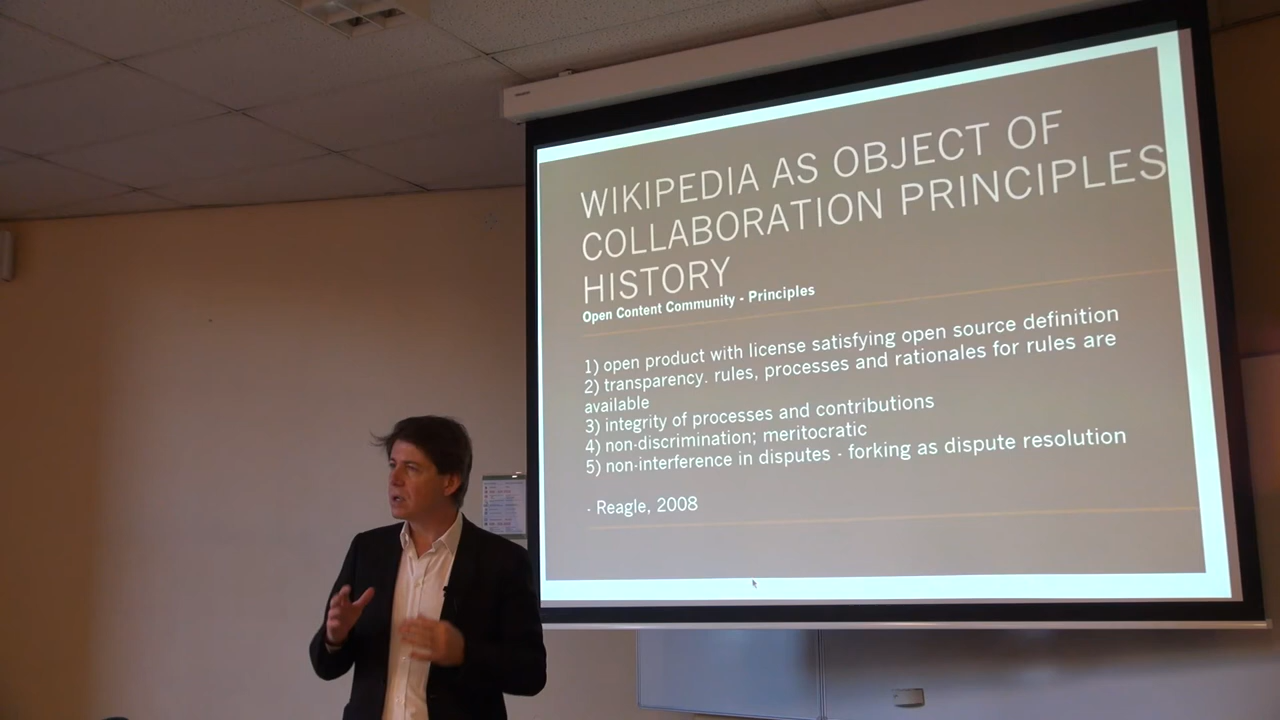 WIKIPEDIA AS OBJECT OF
COLLABORATION PRINCIPLES
HISTORY
Open Content Community - Principles
1) open product with license satisfying open source definition
2) transparency. rules, processes and rationales for rules are
available
3) integrity of processes and contributions
4) non-discrimination; meritocratic
5) non-interference in disputes - forking as dispute resolution
- Reagle, 2008